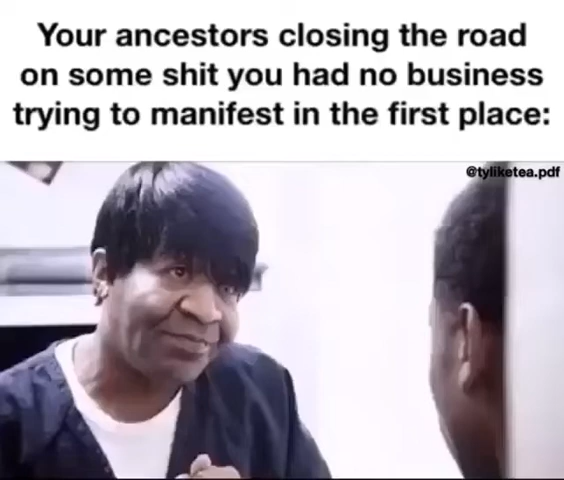 Your ancestors closing the road
on some shit you had no business
trying to manifest in the first place:
@tyliketea.pdf